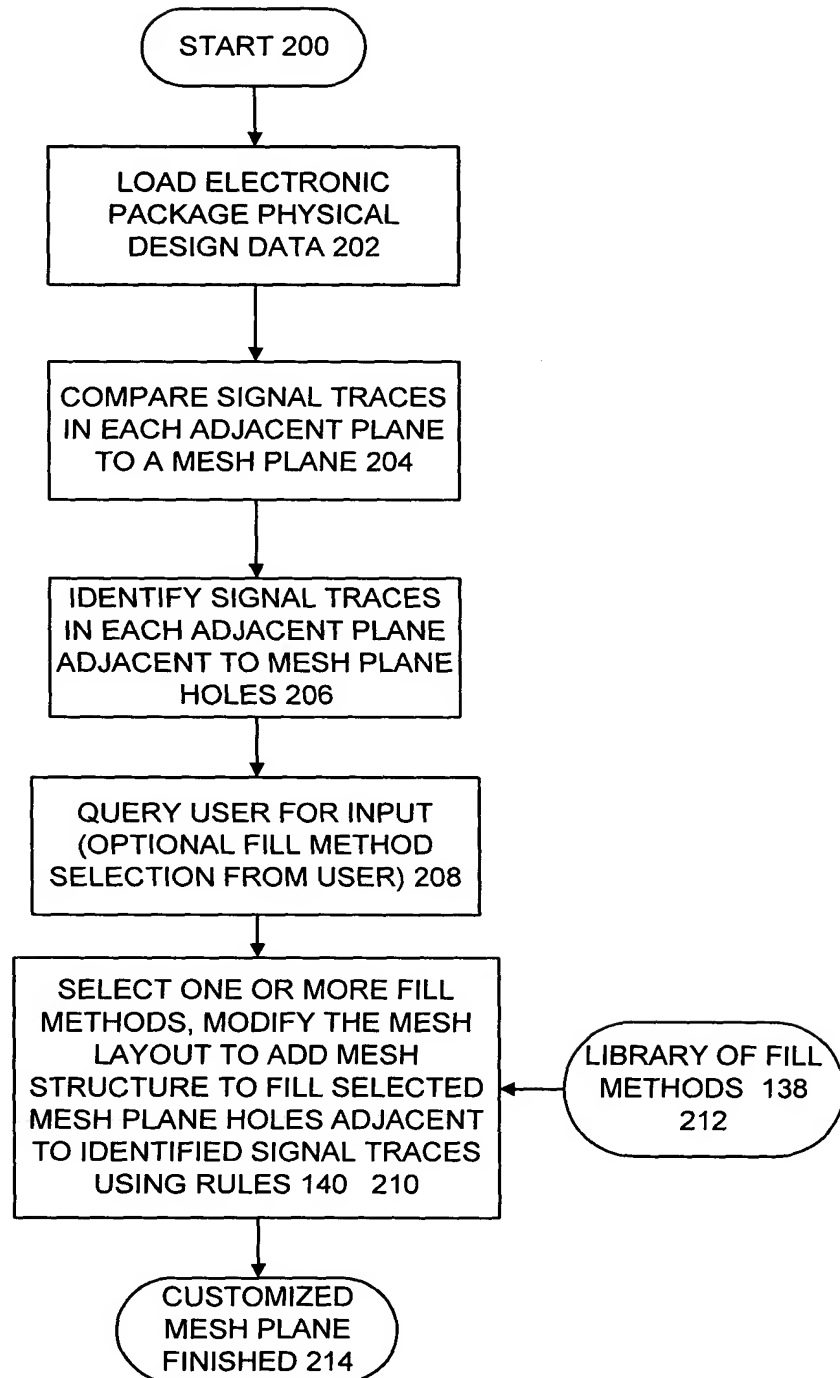 START 200
LOAD ELECTRONIC
PACKAGE PHYSICAL
DESIGN DATA 202
COMPARE SIGNAL TRACES
IN EACH ADJACENT PLANE
TO A MESH PLANE 204
IDENTIFY SIGNAL TRACES
IN EACH ADJACENT PLANE
ADJACENT TO MESH PLANE
HOLES 206
QUERY USER FOR INPUT
(OPTIONAL FILL METHOD
SELECTION FROM USER) 208
SELECT ONE OR MORE FILL
METHODS, MODIFY THE MESH
LAYOUT TO ADD MESH
STRUCTURE TO FILL SELECTED
MESH PLANE HOLES ADJACENT
TO IDENTIFIED SIGNAL TRACES
USING RULES 140 210
LIBRARY OF FILL
METHODS 138
212
CUSTOMIZED
MESH PLANE
FINISHED 214